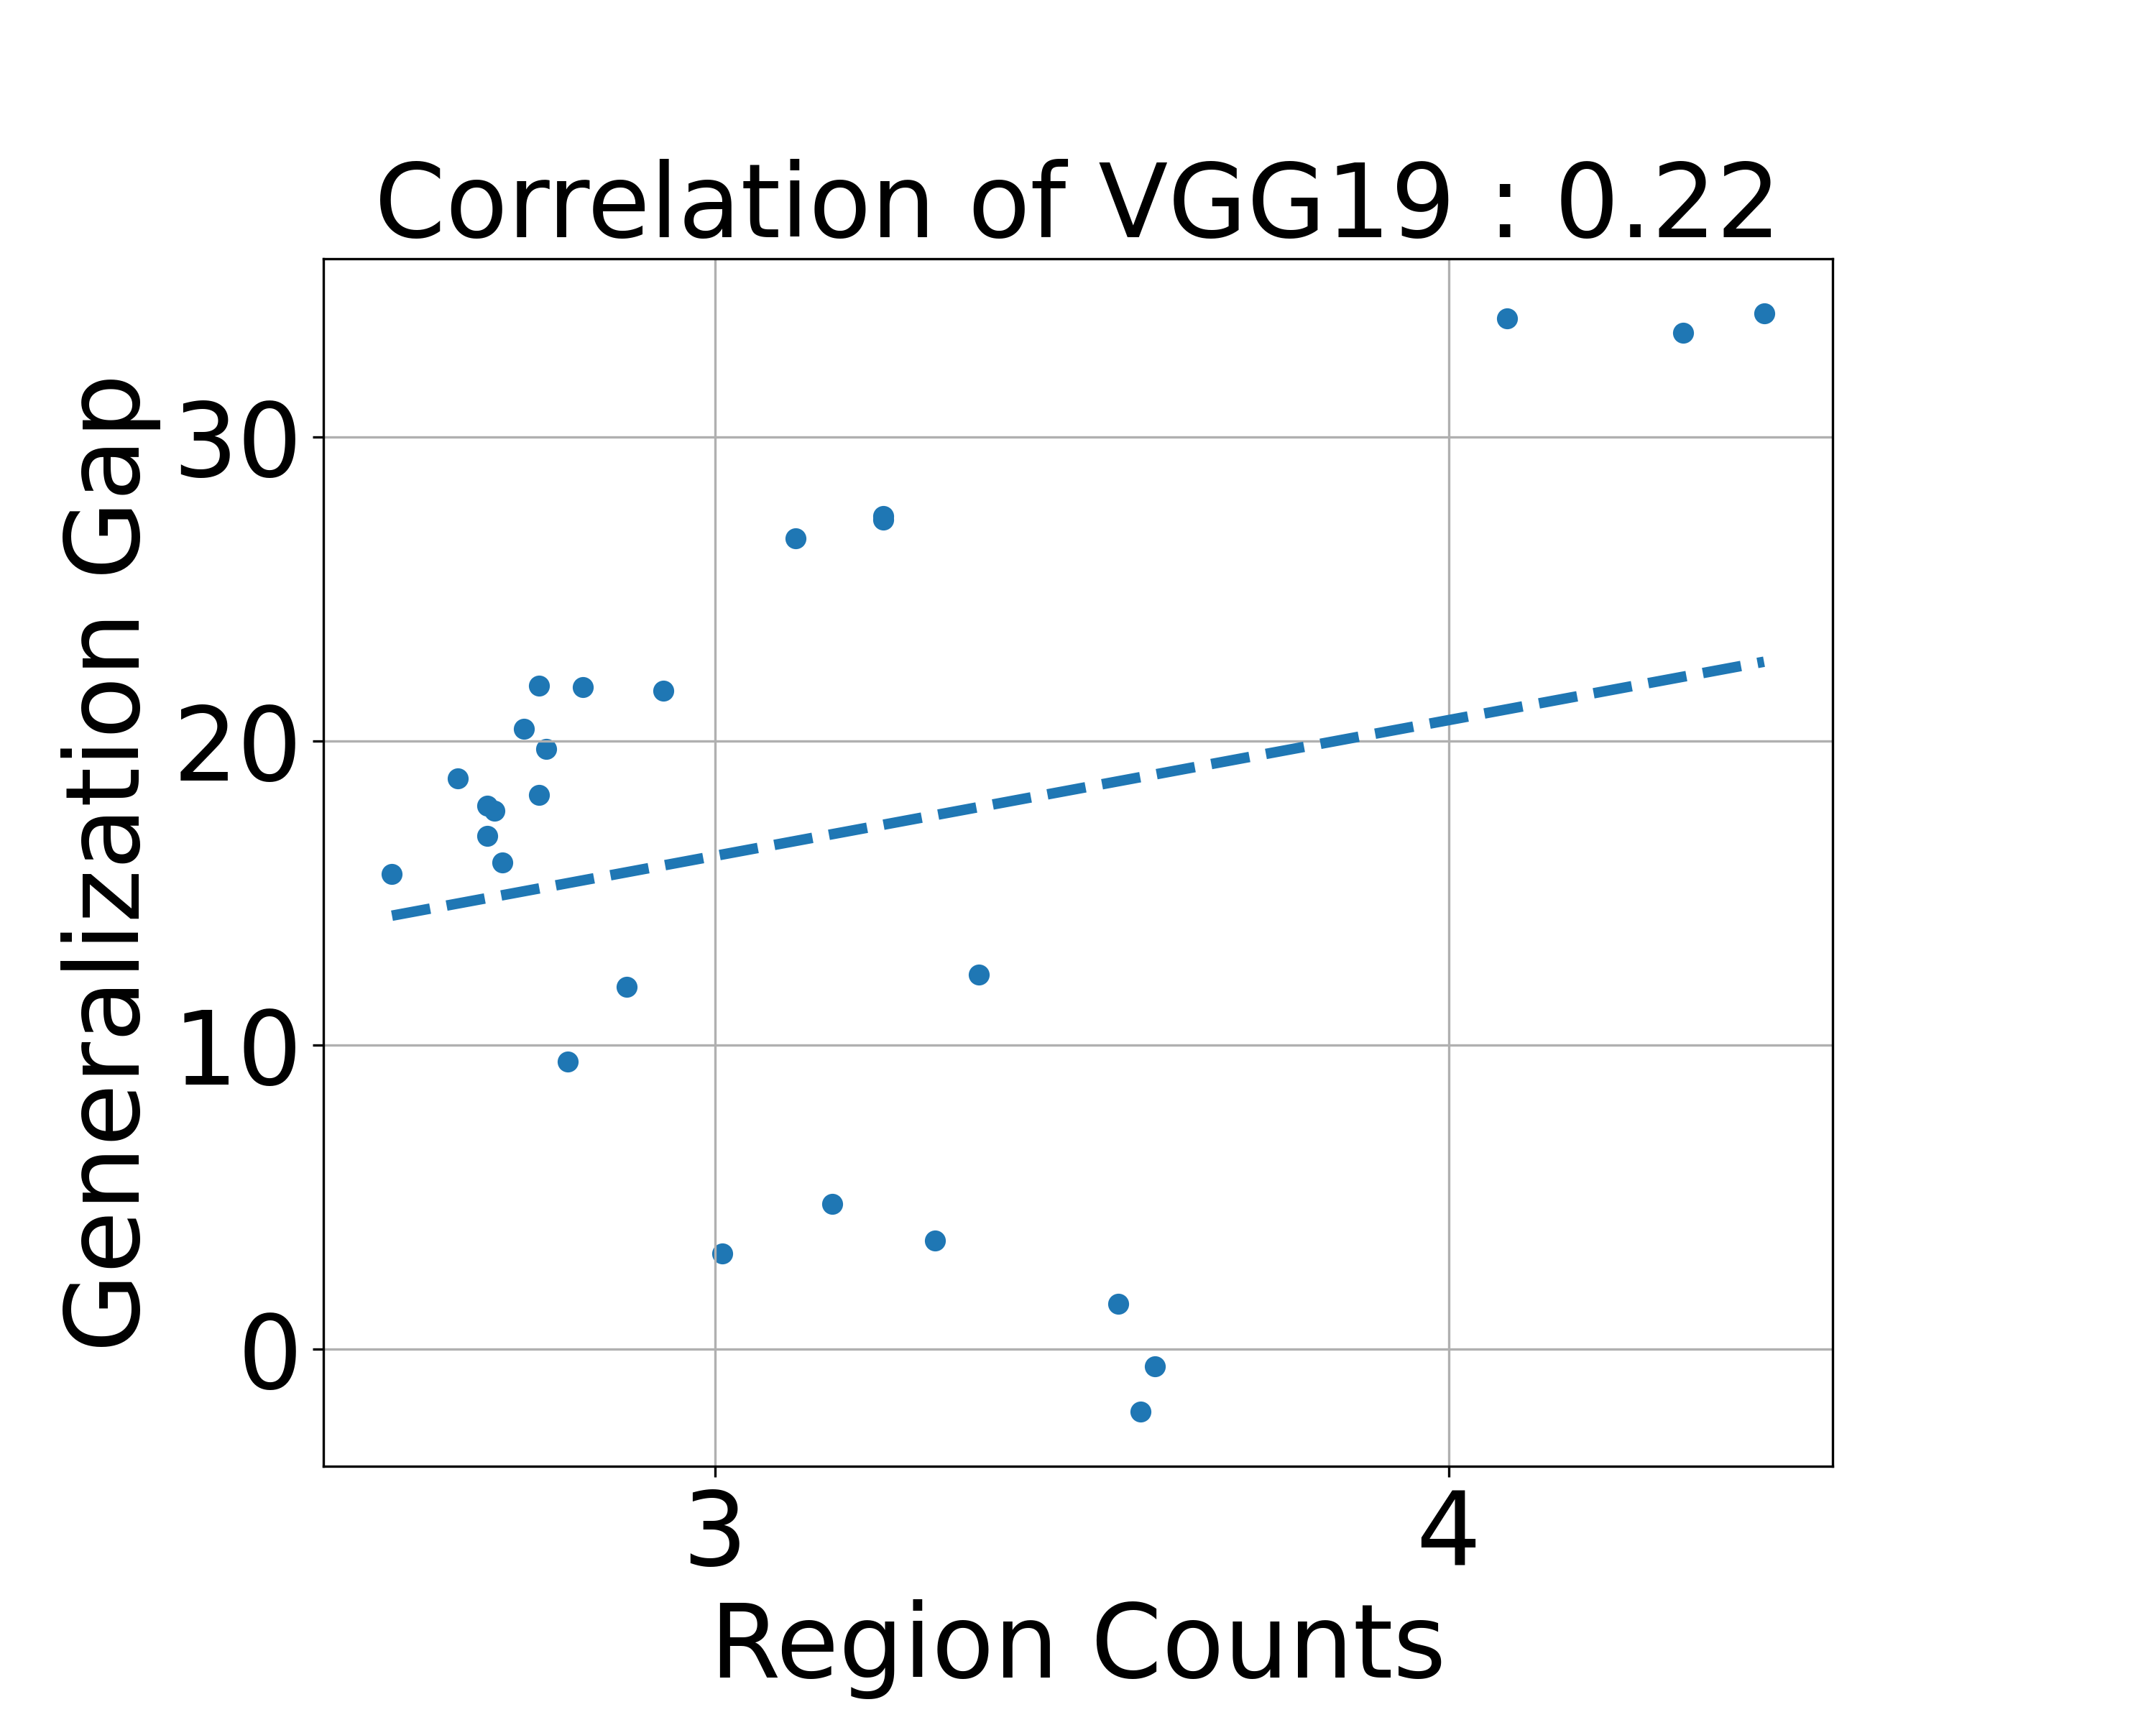 Correlation of VGG19 : 0.22
Generalization Gap
30
20
10
0
3 4
Region Counts